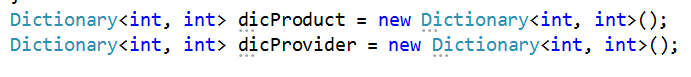 Dictionary<int, int> dicProduct = new Dictionary<int, int>();
Dictionary<int, int> dicProvider = new Dictionary<int, int>();